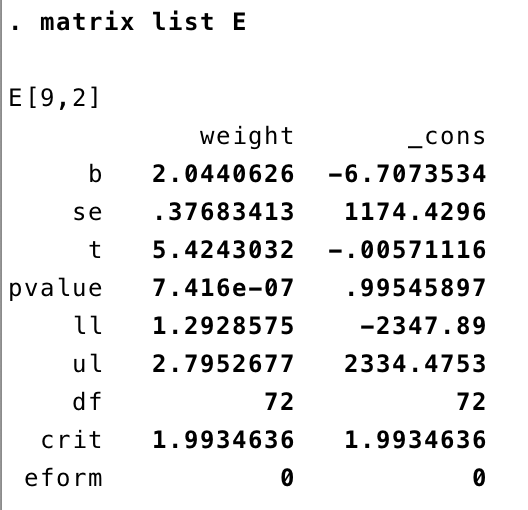 . matrix list E
E[9,2]
weight _cons
b 2.0440626 -6.7073534
se .37683413 1174.4296
t 5.4243032 -.00571116
pvalue 7.416e-07 .99545897
ll 1.2928575 -2347.89
ul 2.7952677 2334.4753
df 72 72
crit 1.9934636 1.9934636
eform 0 0